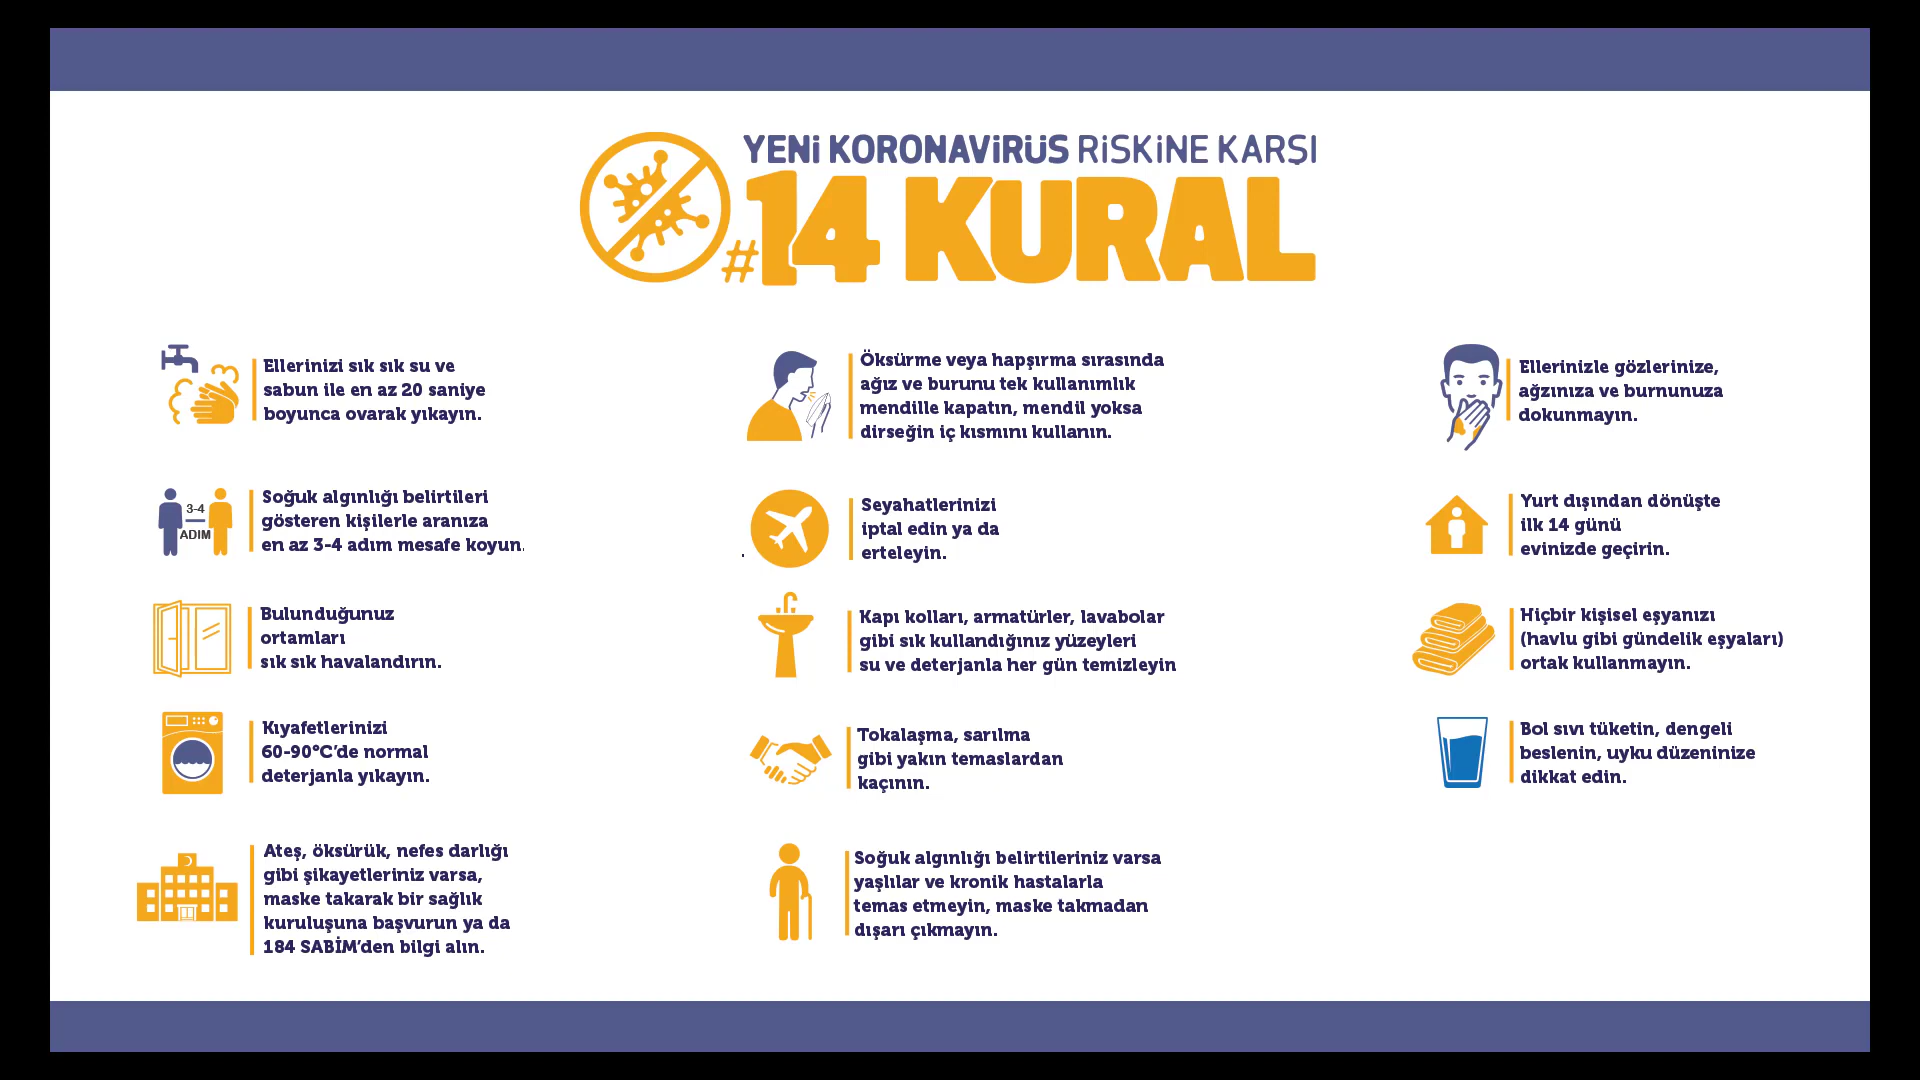 YENİ KORONAVİRÜS RİSKİNE KARŞI
#14 KURAL
Ellerinizi sık sık su ve
sabun ile en az 20 saniye
boyunca ovarak yıkayın.
Öksürme veya hapşırma sırasında
ağız ve burunu tek kullanımlık
mendille kapatın, mendil yoksa
dirseğin iç kısmını kullanın.
Ellerinizle gözlerinize,
ağzınıza ve burnunuza
dokunmayın.
3-4
ADIM
Soğuk algınlığı belirtileri
gösteren kişilerle aranıza
en az 3-4 adım mesafe koyun.
Seyahatlerinizi
iptal edin ya da
erteleyin.
Yurt dışından dönüşte
ilk 14 günü
evinizde geçirin.
Bulunduğunuz
ortamları
sık sık havalandırın.
Kapı kolları, armatürler, lavabolar
gibi sık kullandığınız yüzeyleri
su ve deterjanla her gün temizleyin
Hiçbir kişisel eşyanızı
(havlu gibi gündelik eşyaları)
ortak kullanmayın.
Kıyafetlerinizi
60-90°C'de normal
deterjanla yıkayın.
Tokalaşma, sarılma
gibi yakın temaslardan
kaçının.
Bol sıvı tüketin, dengeli
beslenin, uyku düzeninize
dikkat edin.
Ateş, öksürük, nefes darlığı
gibi şikayetleriniz varsa,
maske takarak bir sağlık
kuruluşuna başvurun ya da
184 SABİM'den bilgi alın.
Soğuk algınlığı belirtileriniz varsa
yaşlılar ve kronik hastalarla
temas etmeyin, maske takmadan
dışarı çıkmayın.